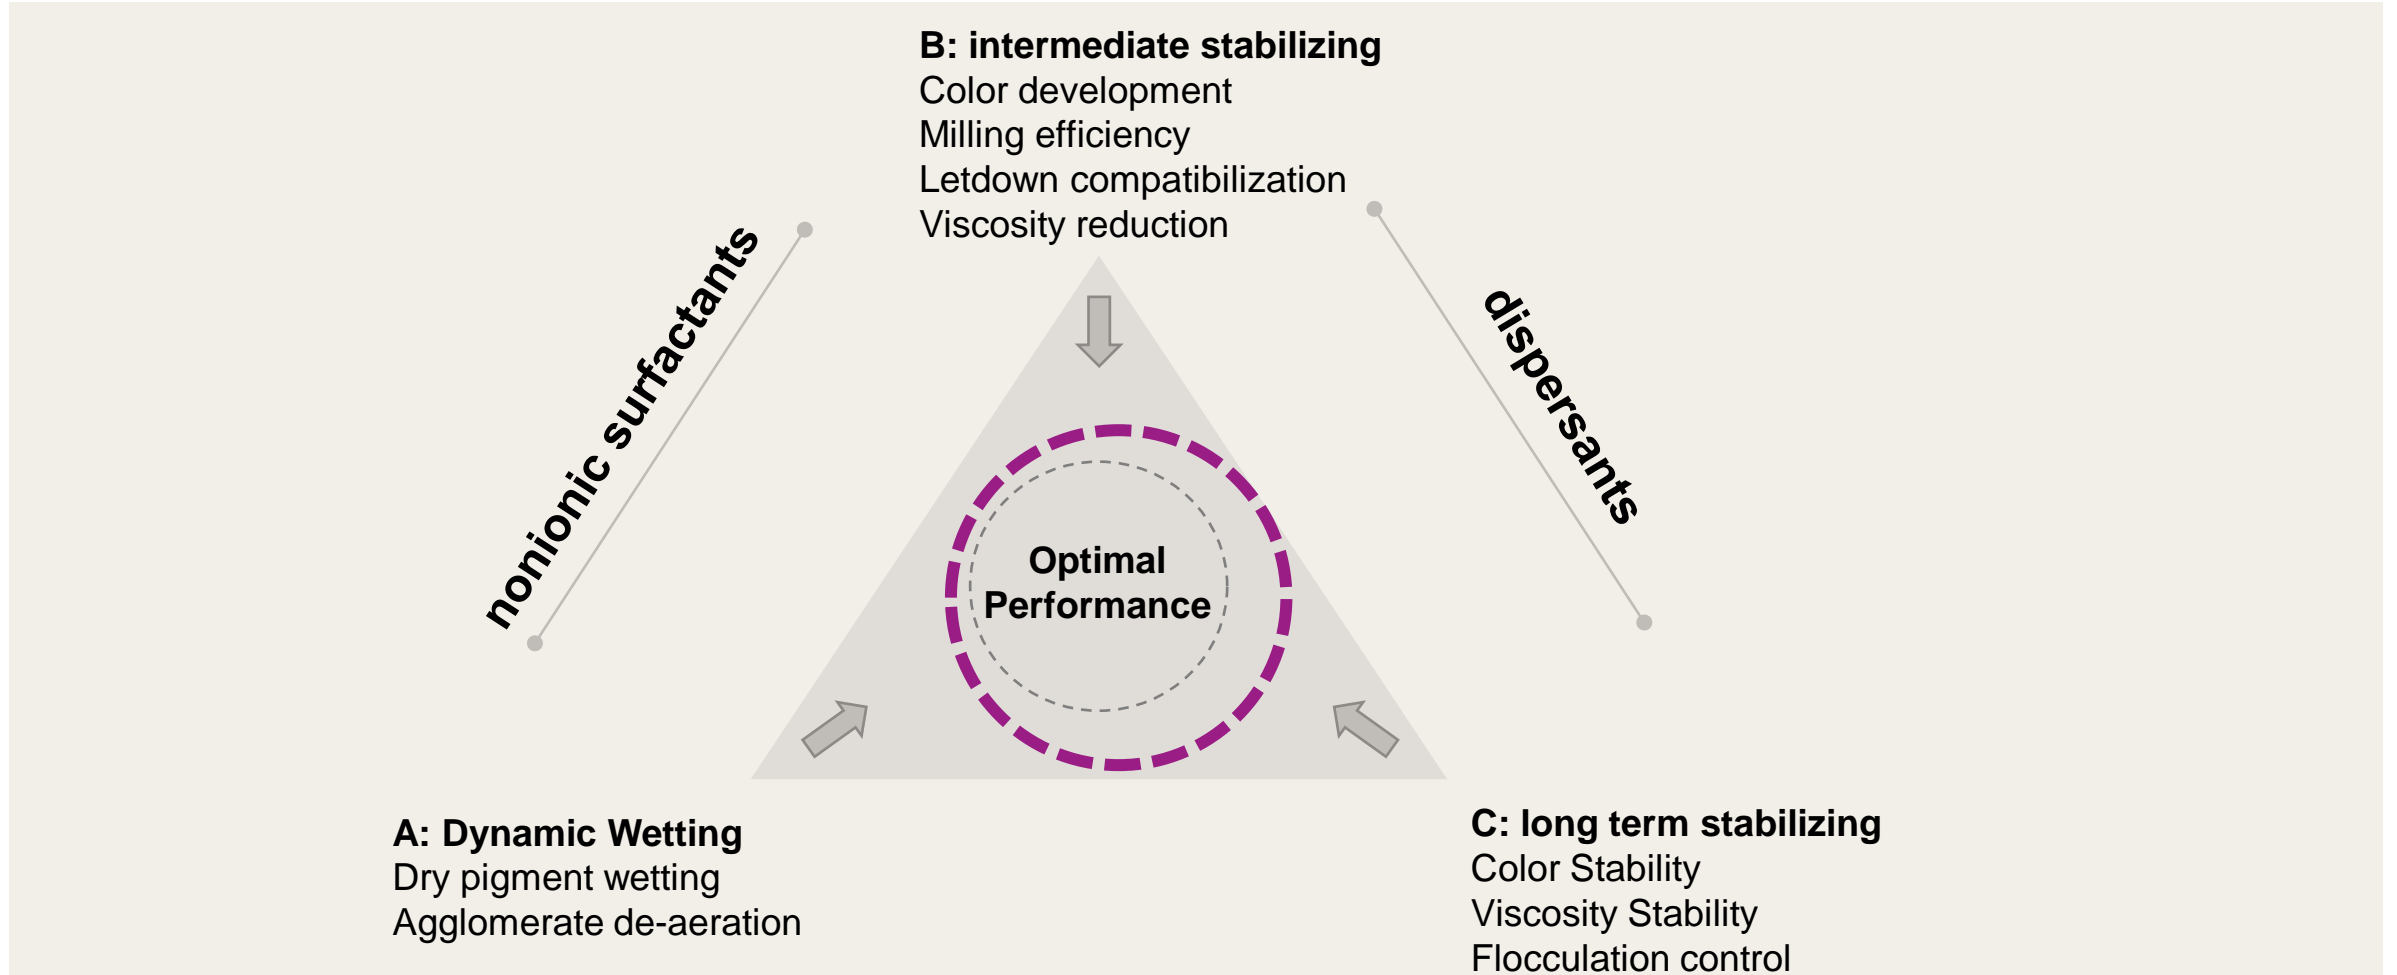 B: intermediate stabilizing
Color development
Milling efficiency
Letdown compatibilization
Viscosity reduction
nonionic surfactants
dispersants
Optimal
Performance
A: Dynamic Wetting
Dry pigment wetting
Agglomerate de-aeration
C: long term stabilizing
Color Stability
Viscosity Stability
Flocculation control